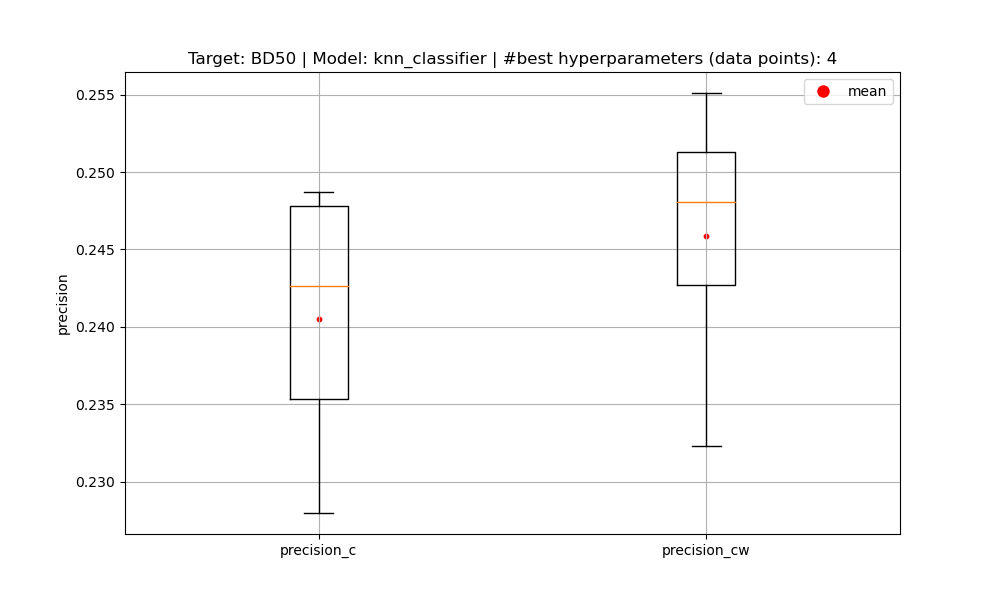 Target: BD50 | Model: knn_classifier | #best hyperparameters (data points): 4
mean
precision
0.255
0.250
0.245
0.240
0.235
0.230
precision_c
precision_cw